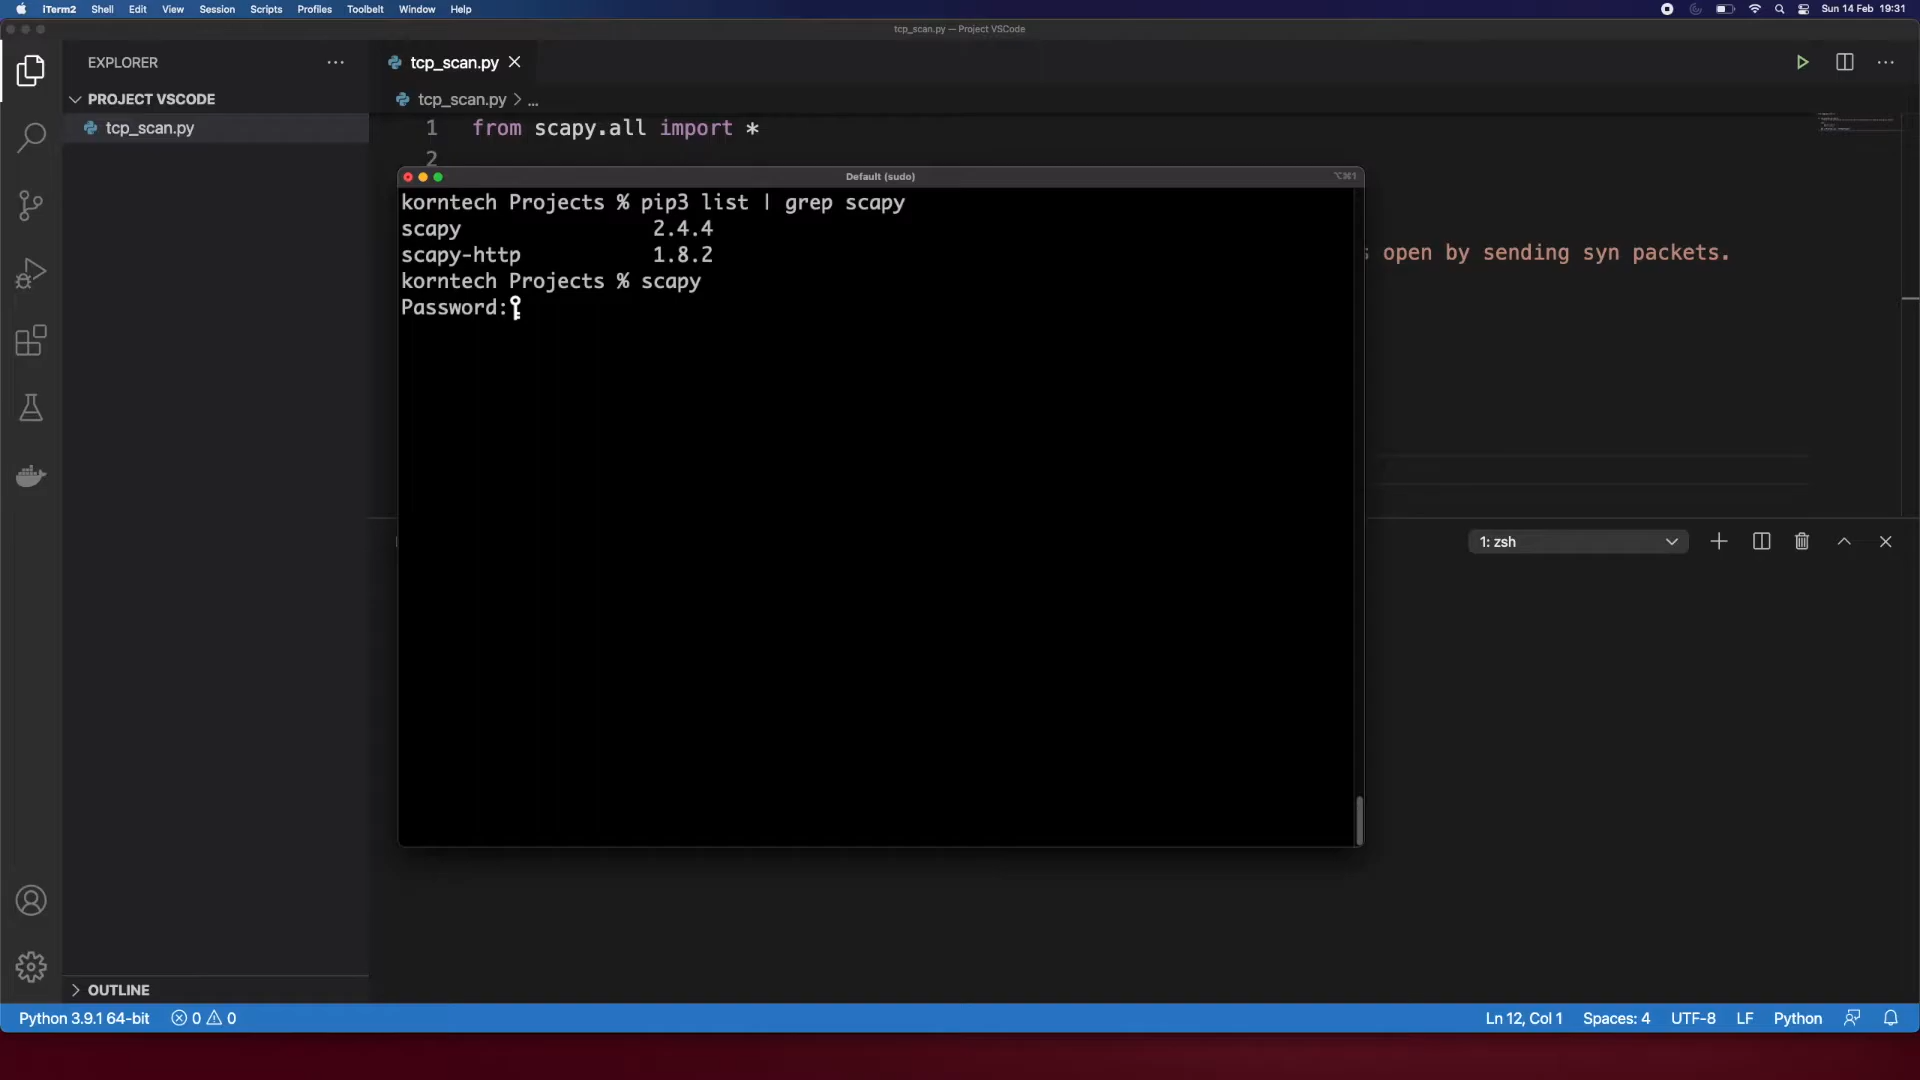 iTerm2 Shell Edit View Session Scripts Profiles Toolbelt Window Help Sun 14 Feb 19:31
tcp_scan.py — Project VSCode
EXPLORER
tcp_scan.py
PROJECT VSCODE
tcp_scan.py > ...
tcp_scan.py
1 from scapy.all import *
2
Default (sudo) ⌥⌘1
korntech Projects % pip3 list | grep scapy
scapy 2.4.4
scapy-http 1.8.2
korntech Projects % scapy
Password:
open by sending syn packets.
1: zsh
OUTLINE
Python 3.9.1 64-bit 0 0 Ln 12, Col 1 Spaces: 4 UTF-8 LF Python